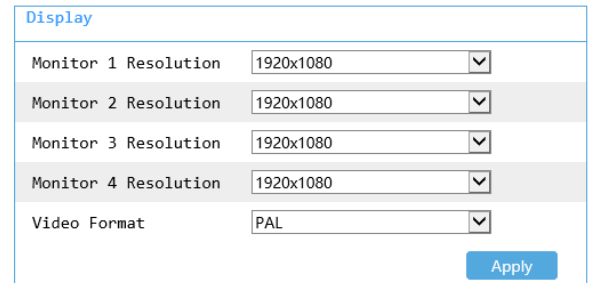 Display
Monitor 1 Resolution 1920x1080
Monitor 2 Resolution 1920x1080
Monitor 3 Resolution 1920x1080
Monitor 4 Resolution 1920x1080
Video Format PAL
Apply